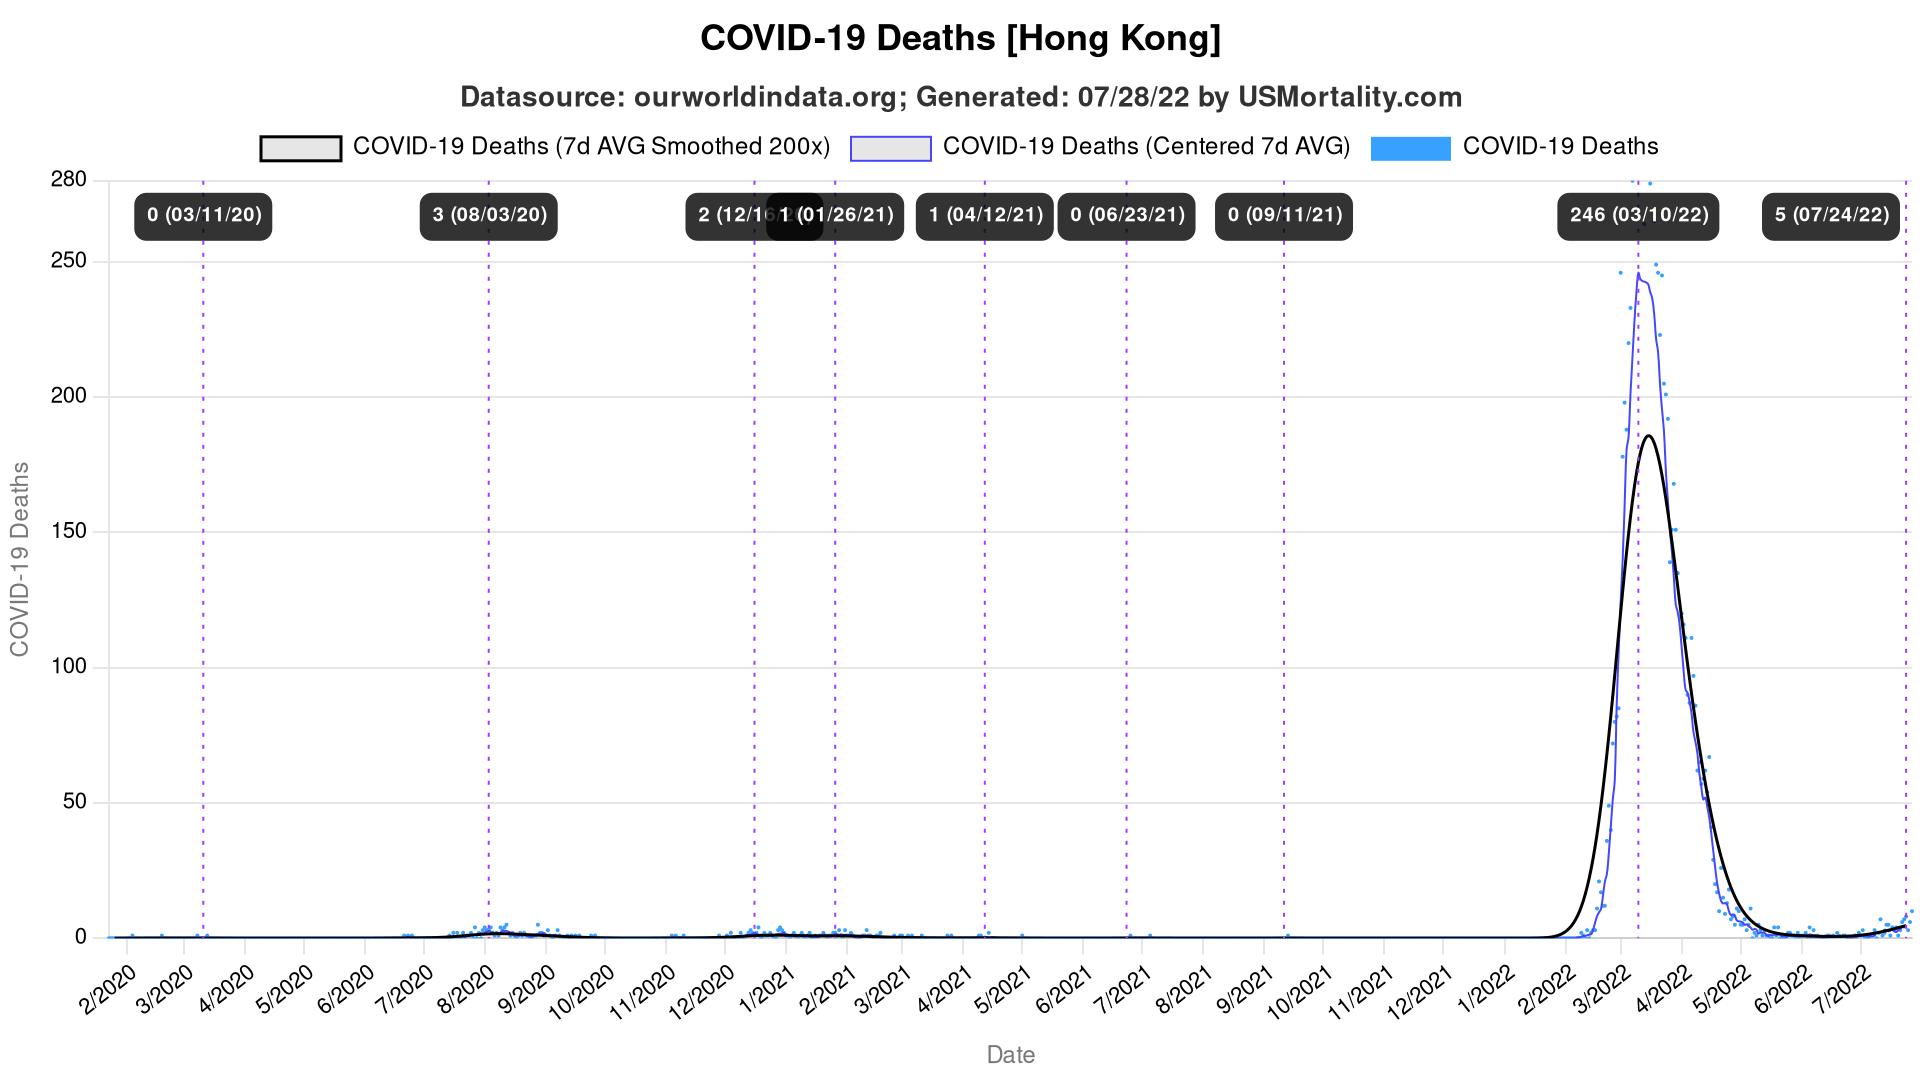 COVID-19 Deaths [Hong Kong]
Datasource: ourworldindata.org; Generated: 07/28/22 by USMortality.com
COVID-19 Deaths (7d AVG Smoothed 200x) COVID-19 Deaths (Centered 7d AVG) COVID-19 Deaths
0 (03/11/20) 3 (08/03/20) 2 (12/16/20) 1 (01/26/21) 1 (04/12/21) 0 (06/23/21) 0 (09/11/21) 246 (03/10/22) 5 (07/24/22)
280
250
200
150
100
50
0
COVID-19 Deaths
2/2020 3/2020 4/2020 5/2020 6/2020 7/2020 8/2020 9/2020 10/2020 11/2020 12/2020 1/2021 2/2021 3/2021 4/2021 5/2021 6/2021 7/2021 8/2021 9/2021 10/2021 11/2021 12/2021 1/2022 2/2022 3/2022 4/2022 5/2022 6/2022 7/2022
Date